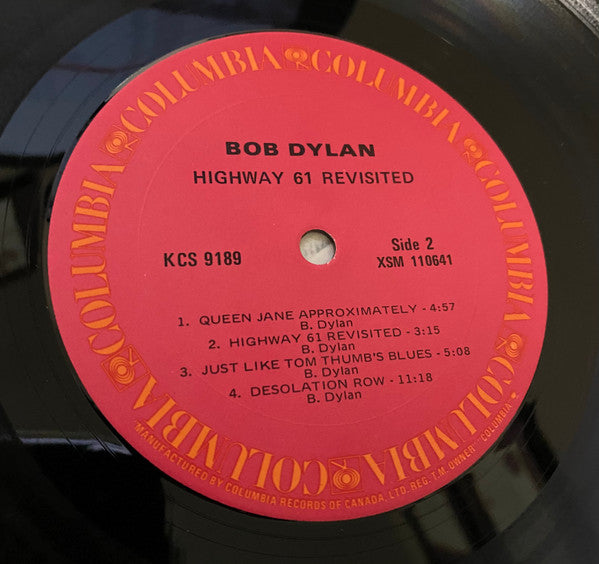 COLUMBIA COLUMBIA COLUMBIA COLUMBIA COLUMBIA COLUMBIA
BOB DYLAN
HIGHWAY 61 REVISITED
KCS 9189
Side 2
XSM 110641
1. QUEEN JANE APPROXIMATELY - 4:57
B. Dylan
2. HIGHWAY 61 REVISITED - 3:15
B. Dylan
3. JUST LIKE TOM THUMB'S BLUES - 5:08
B. Dylan
4. DESOLATION ROW - 11:18
B. Dylan
"MANUFACTURED BY COLUMBIA RECORDS OF CANADA, LTD. REG. T.M. OWNER" "COLUMBIA"